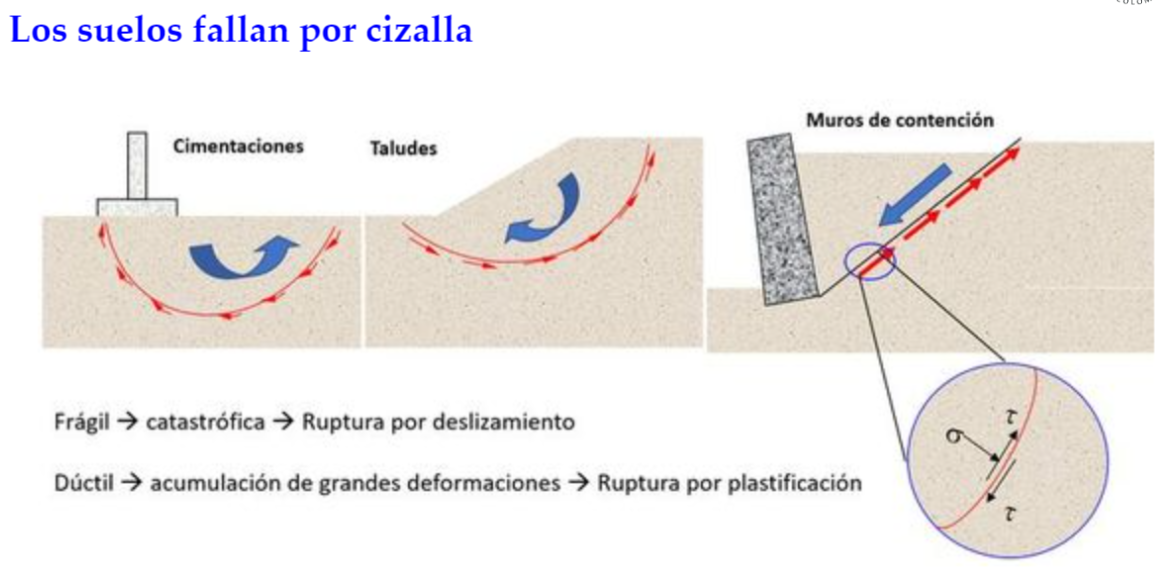 Los suelos fallan por cizalla
Muros de contención
Cimentaciones
Taludes
Frágil → catastrófica → Ruptura por deslizamiento
Dúctil → acumulación de grandes deformaciones → Ruptura por plastificación
τ
σ
τ